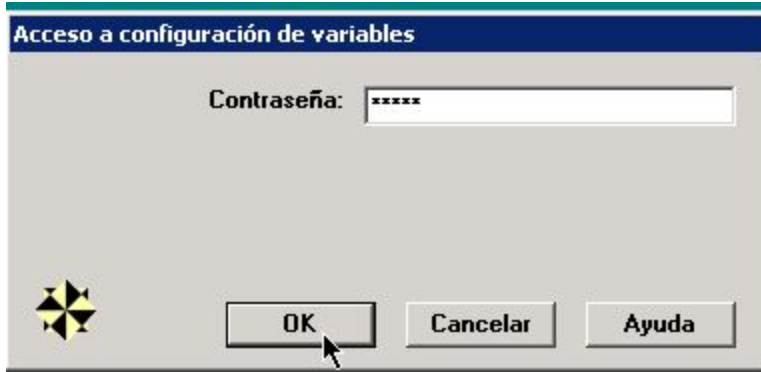 Acceso a configuración de variables
Contraseña: *****
OK Cancelar Ayuda